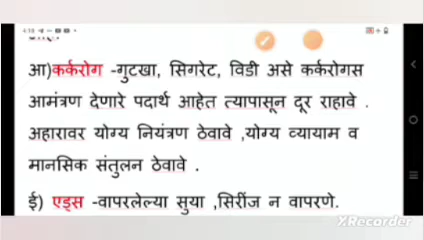 आ)कर्करोग -गुटखा, सिगरेट, विडी असे कर्करोगस
आमंत्रण देणारे पदार्थ आहेत त्यापासून दूर राहावे .
अहारावर योग्य नियंत्रण ठेवावे ,योग्य व्यायाम व
मानसिक संतुलन ठेवावे .
ई) एड्स -वापरलेल्या सुया ,सिरींज न वापरणे.
XRecorder